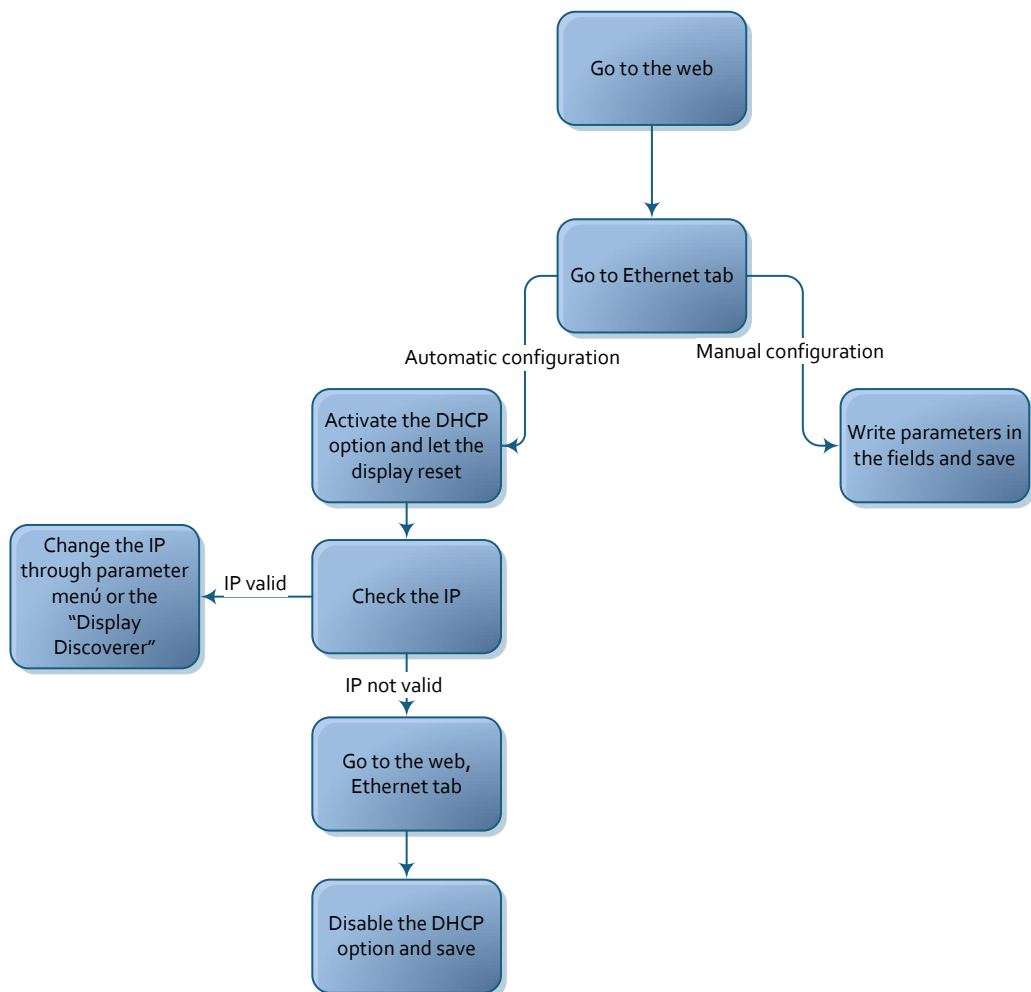 Go to the web
Go to Ethernet tab
Automatic configuration
Manual configuration
Activate the DHCP
option and let the
display reset
Write parameters in
the fields and save
Change the IP
through parameter
menú or the
“Display
Discoverer”
IP valid
Check the IP
IP not valid
Go to the web,
Ethernet tab
Disable the DHCP
option and save